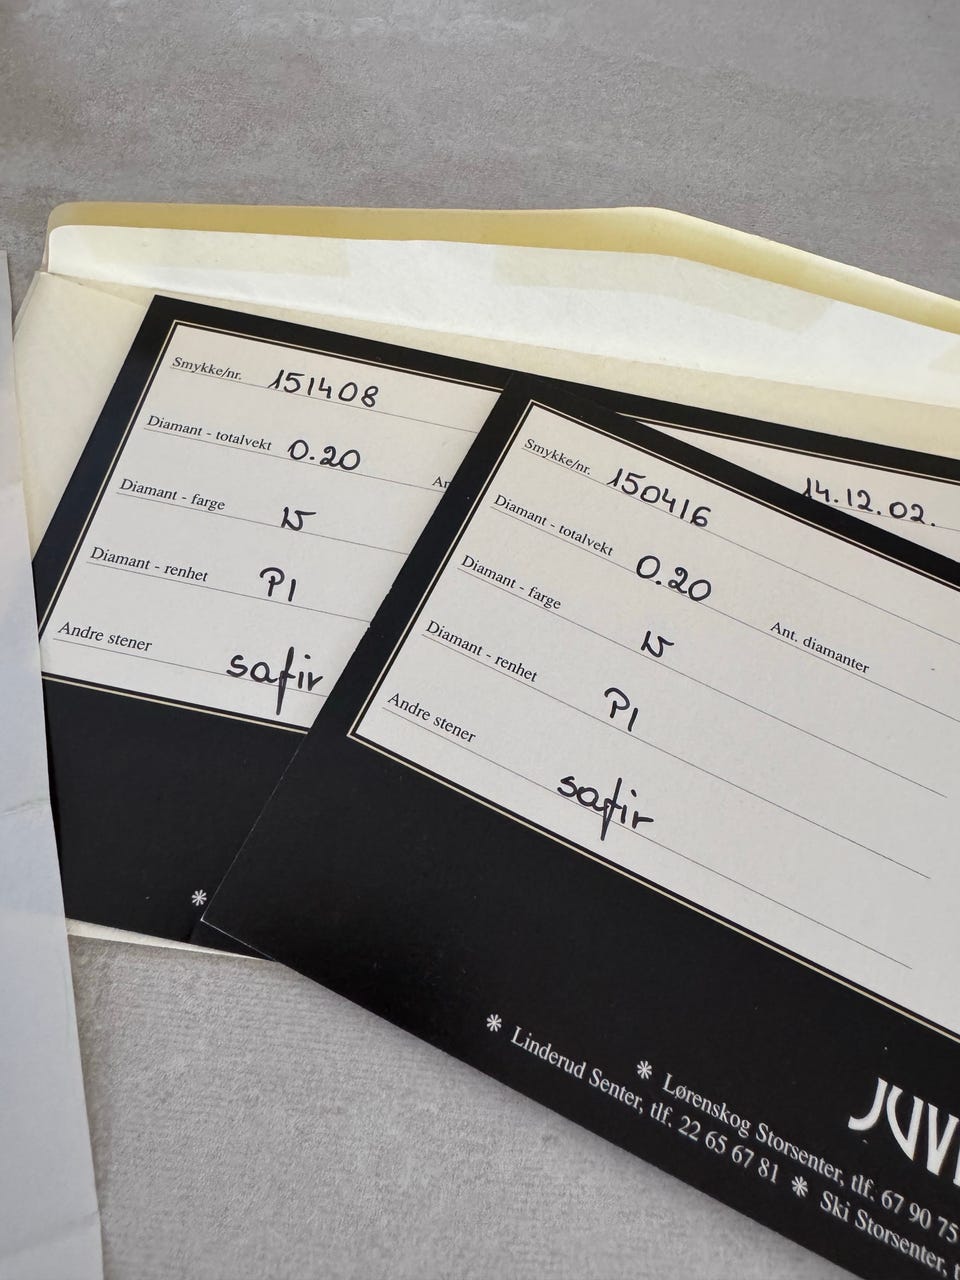 Smykke/nr. 151408
Diamant - totalvekt 0.20
Diamant - farge W
Diamant - renhet P1
Andre stener safir
14.12.02.
Smykke/nr. 150416
Diamant - totalvekt 0.20 Ant. diamanter
Diamant - farge W
Diamant - renhet P1
Andre stener safir
* Lørenskog Storsenter, tlf. 67 90 75
* Linderud Senter, tlf. 22 65 67 81 * Ski Storsenter,